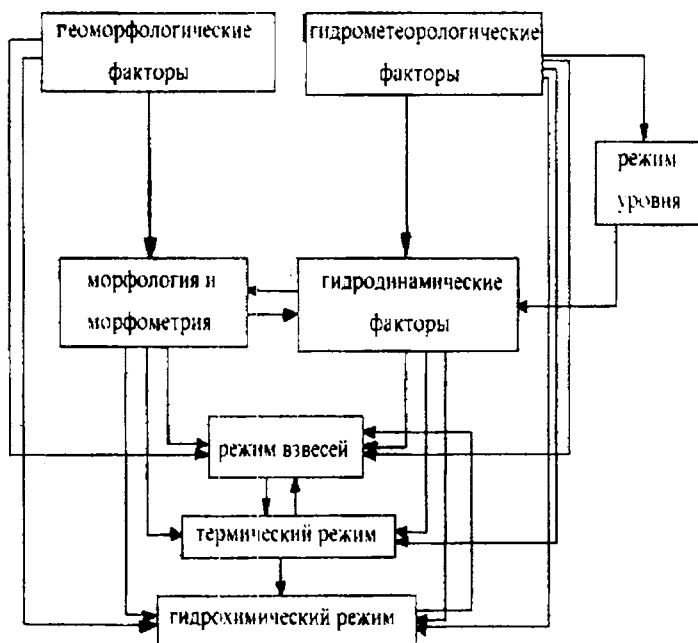 геоморфологические
факторы
гидрометеорологические
факторы
режим
уровня
морфология и
морфометрия
гидродинамические
факторы
режим взвесей
термический режим
гидрохимический режим